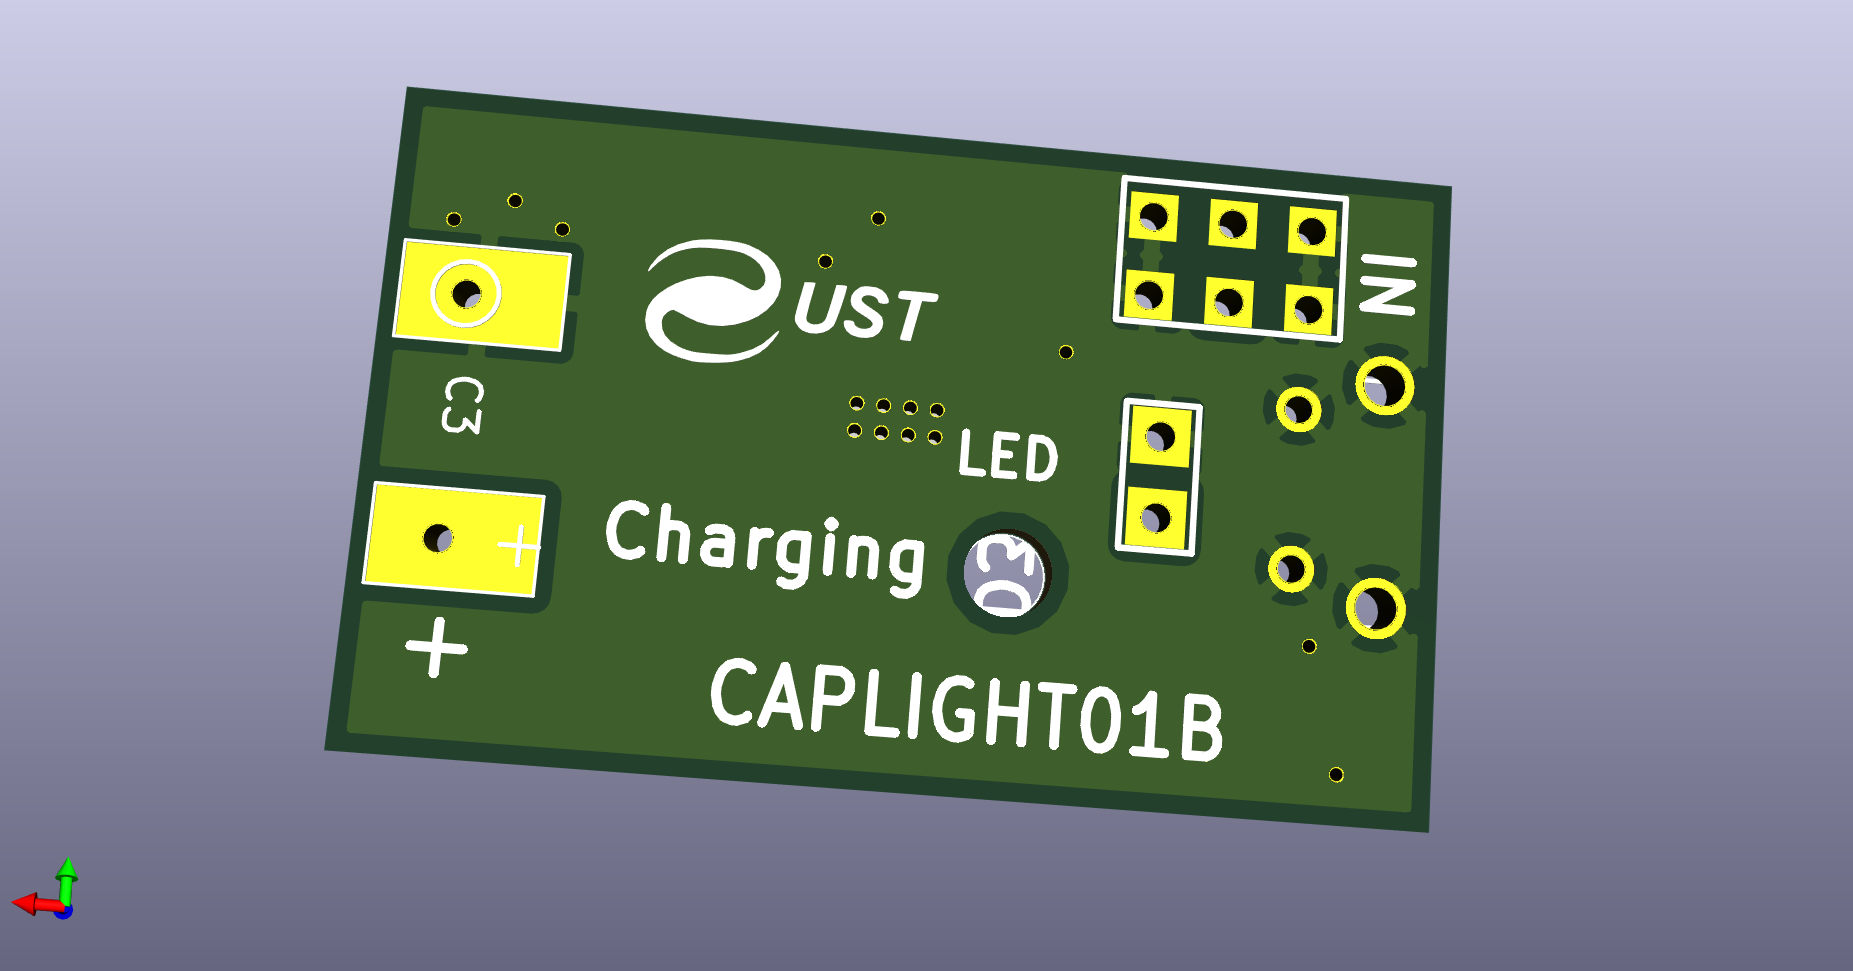 UST
IN
C3
LED
+
Charging
D3
+
CAPLIGHT01B